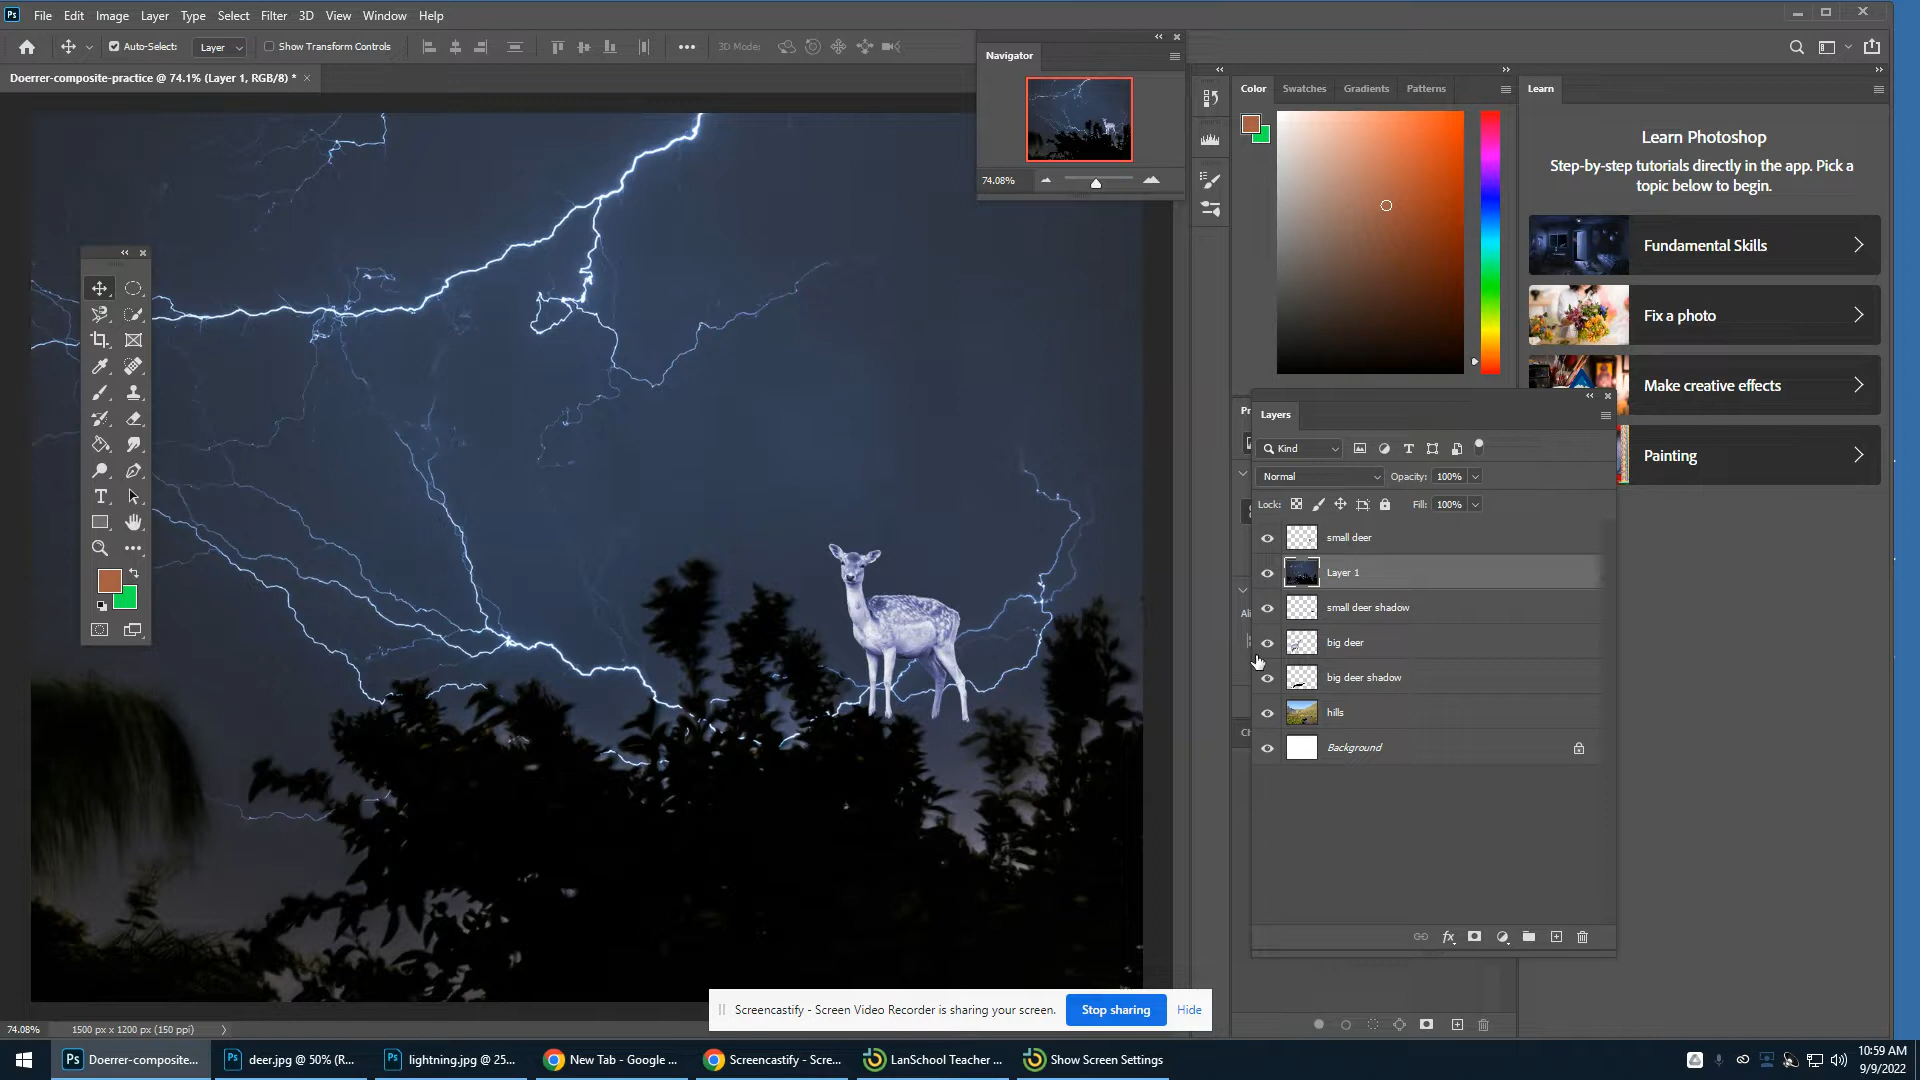 Ps File Edit Image Layer Type Select Filter 3D View Window Help
Auto-Select: Layer Show Transform Controls 3D Mode:
Doerrer-composite-practice @ 74.1% (Layer 1, RGB/8) *
Navigator
74.08%
Color Swatches Gradients Patterns
Learn
Learn Photoshop
Step-by-step tutorials directly in the app. Pick a
topic below to begin.
Fundamental Skills
Fix a photo
Make creative effects
Painting
Layers
Kind
Normal Opacity: 100%
Lock: Fill: 100%
small deer
Layer 1
small deer shadow
big deer
big deer shadow
hills
Background
Screencastify - Screen Video Recorder is sharing your screen. Stop sharing Hide
74.08% 1500 px x 1200 px (150 ppi)
Ps Doerrer-composite... Ps deer.jpg @ 50% (R... Ps lightning.jpg @ 25... New Tab - Google ... Screencastify - Scre... LanSchool Teacher ... Show Screen Settings
10:59 AM
9/9/2022